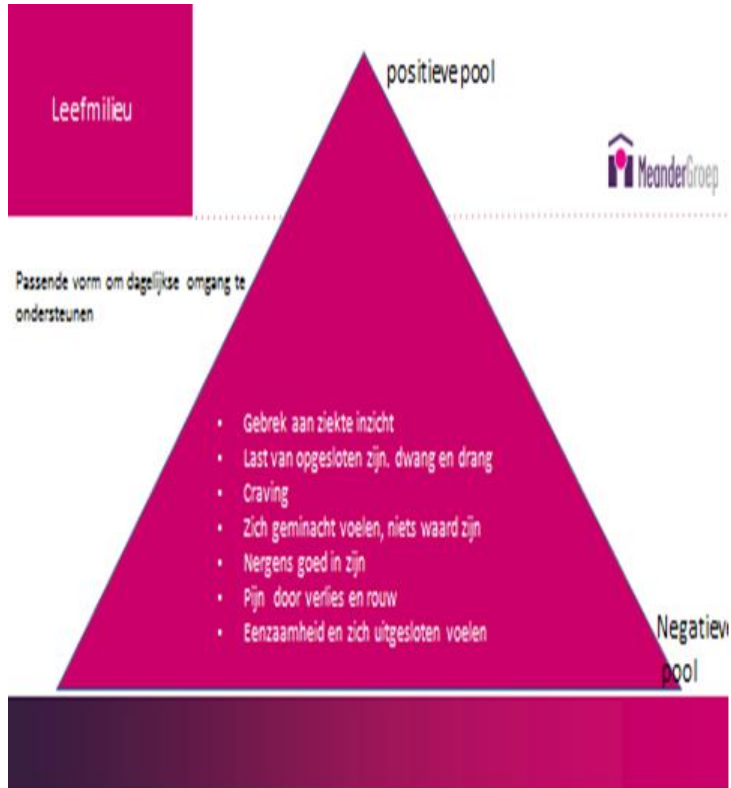 Leefmilieu
positieve pool
MeanderGroep
Passende vorm om dagelijkse omgang te
ondersteunen
• Gebrek aan ziekte inzicht
• Last van opgesloten zijn. dwang en drang
• Craving
• Zich geminacht voelen, niets waard zijn
• Nergens goed in zijn
• Pijn door verlies en rouw
• Eenzaamheid en zich uitgesloten voelen
Negatiev
pool